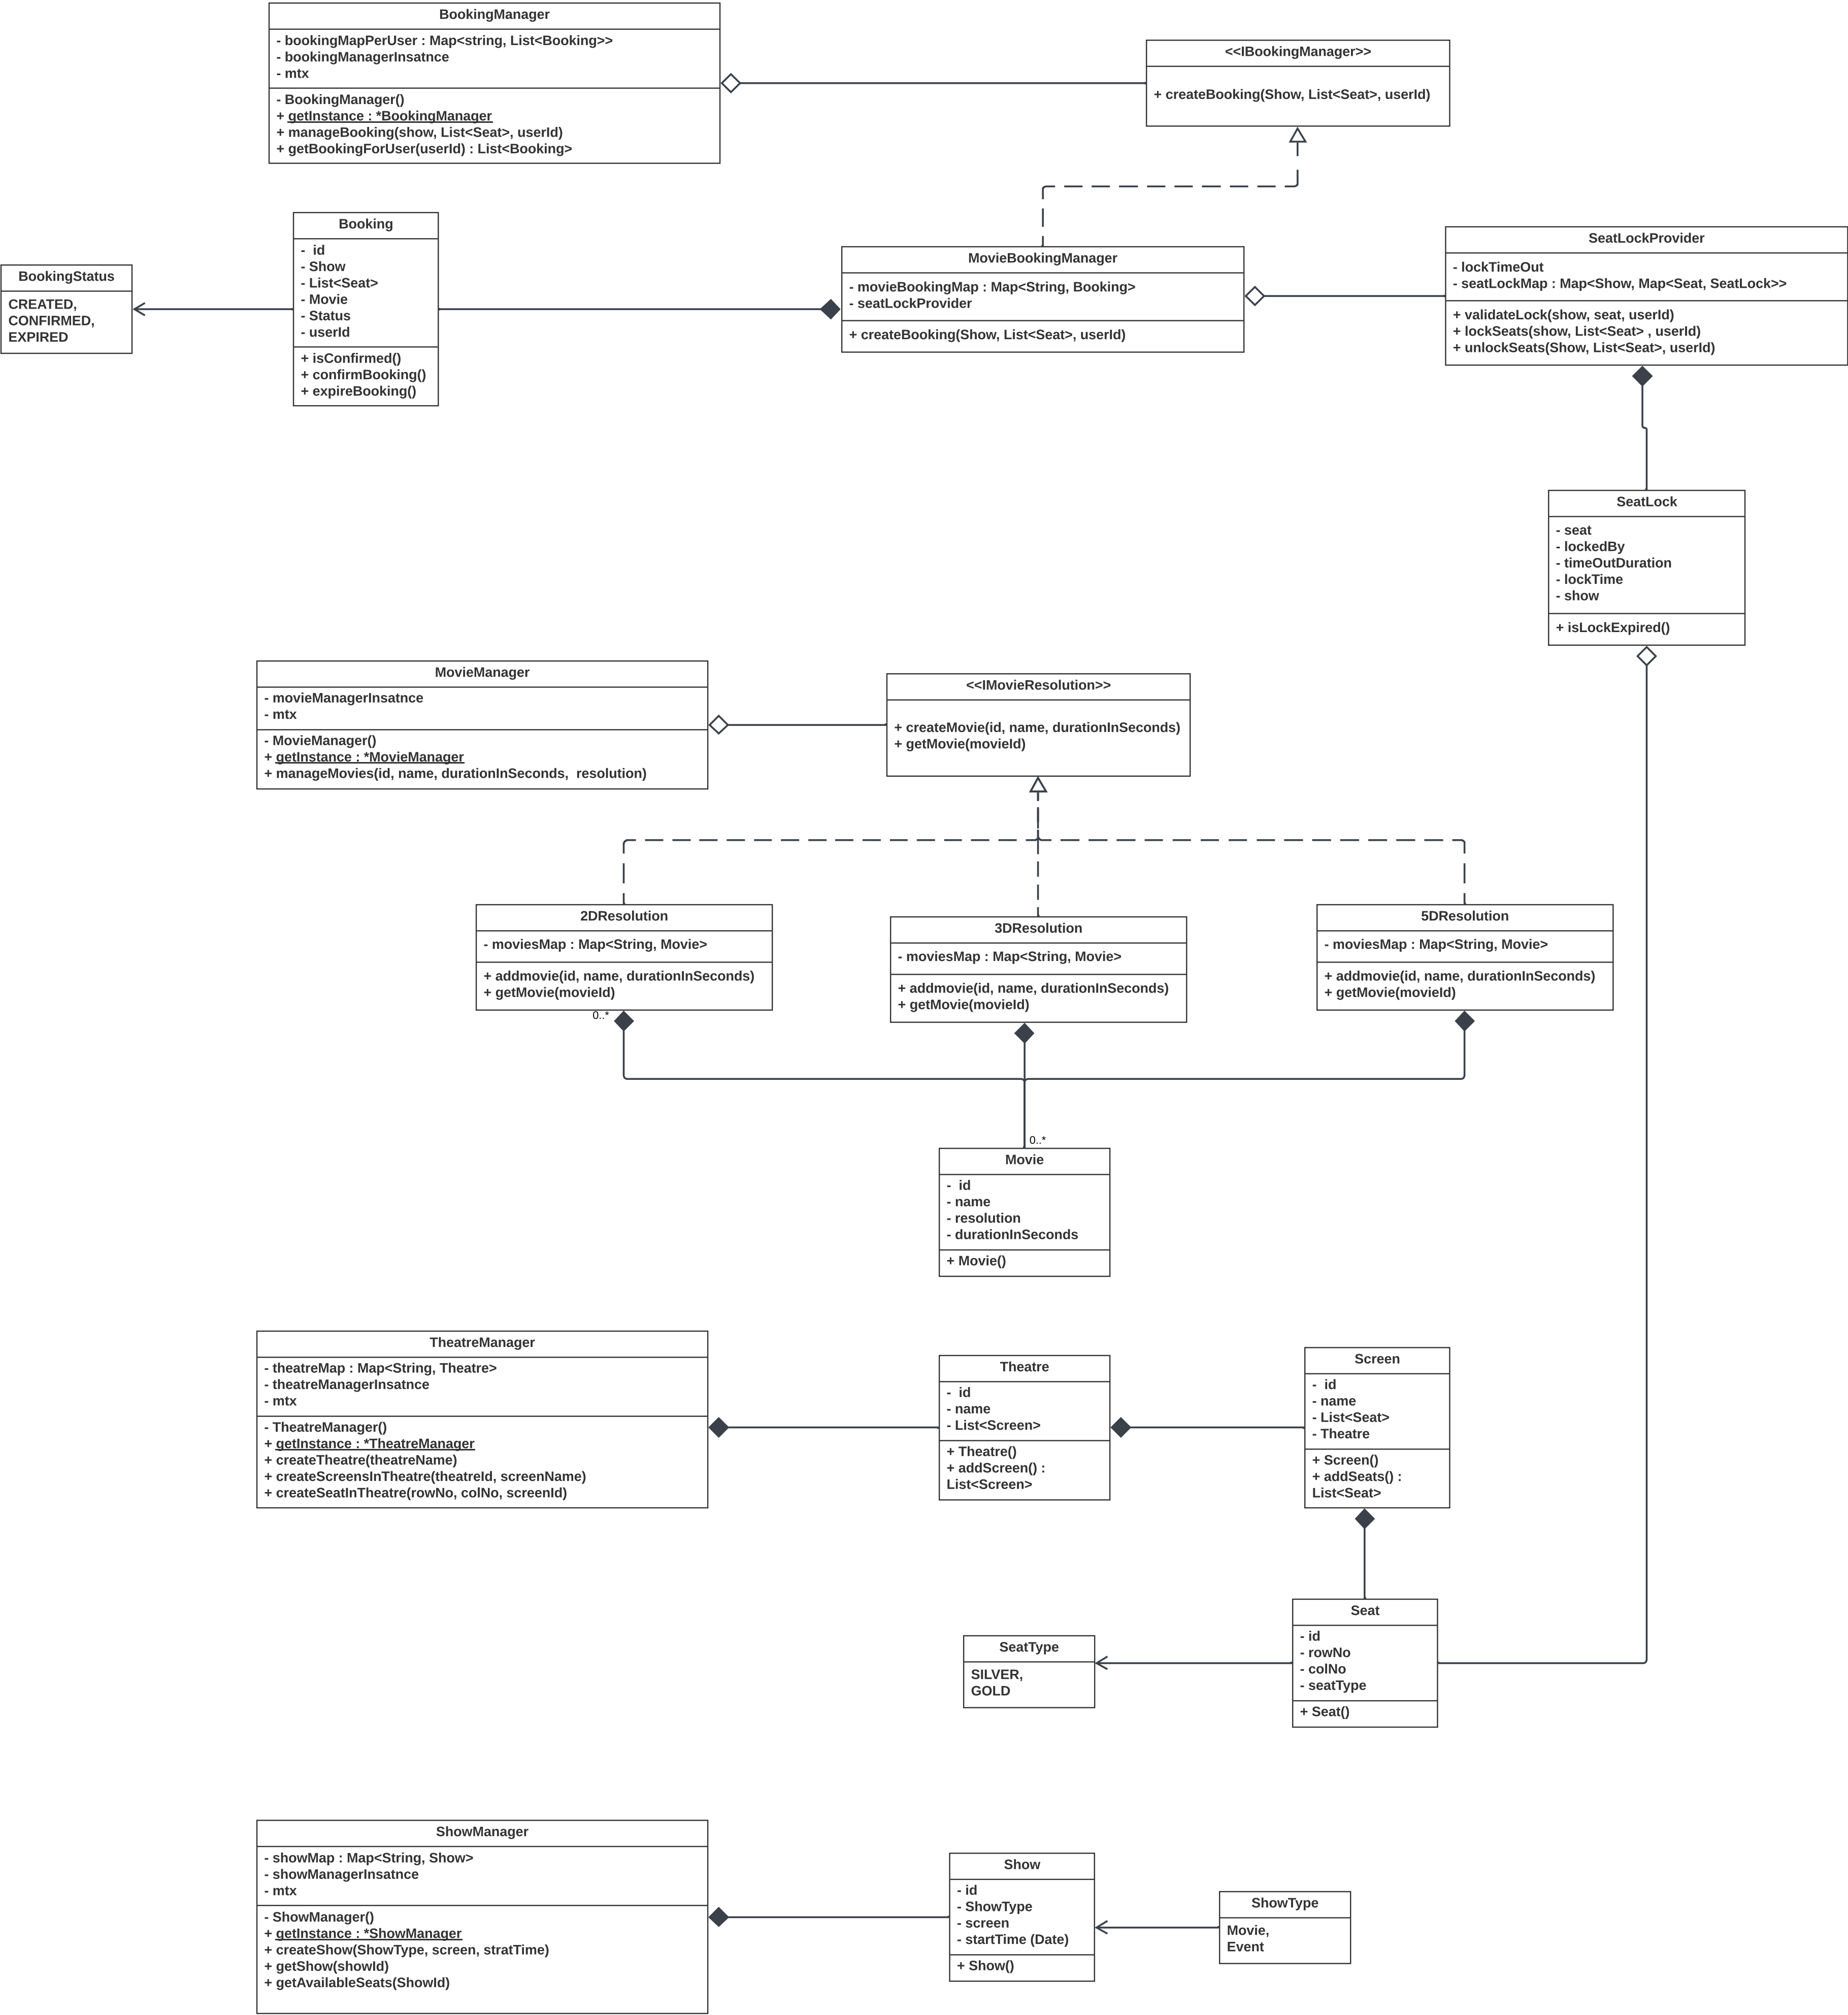 BookingManager
- bookingMapPerUser : Map<string, List<Booking>>
- bookingManagerInsatnce
- mtx
- BookingManager()
+ getInstance : *BookingManager
+ manageBooking(show, List<Seat>, userId)
+ getBookingForUser(userId) : List<Booking>
<<IBookingManager>>
+ createBooking(Show, List<Seat>, userId)
BookingStatus
CREATED,
CONFIRMED,
EXPIRED
Booking
- id
- Show
- List<Seat>
- Movie
- Status
- userId
+ isConfirmed()
+ confirmBooking()
+ expireBooking()
MovieBookingManager
- movieBookingMap : Map<String, Booking>
- seatLockProvider
+ createBooking(Show, List<Seat>, userId)
SeatLockProvider
- lockTimeOut
- seatLockMap : Map<Show, Map<Seat, SeatLock>>
+ validateLock(show, seat, userId)
+ lockSeats(show, List<Seat> , userId)
+ unlockSeats(Show, List<Seat>, userId)
SeatLock
- seat
- lockedBy
- timeOutDuration
- lockTime
- show
+ isLockExpired()
MovieManager
- movieManagerInsatnce
- mtx
- MovieManager()
+ getInstance : *MovieManager
+ manageMovies(id, name, durationInSeconds, resolution)
<<IMovieResolution>>
+ createMovie(id, name, durationInSeconds)
+ getMovie(movieId)
2DResolution
- moviesMap : Map<String, Movie>
+ addmovie(id, name, durationInSeconds)
+ getMovie(movieId)
0..*
3DResolution
- moviesMap : Map<String, Movie>
+ addmovie(id, name, durationInSeconds)
+ getMovie(movieId)
5DResolution
- moviesMap : Map<String, Movie>
+ addmovie(id, name, durationInSeconds)
+ getMovie(movieId)
0..*
Movie
- id
- name
- resolution
- durationInSeconds
+ Movie()
TheatreManager
- theatreMap : Map<String, Theatre>
- theatreManagerInsatnce
- mtx
- TheatreManager()
+ getInstance : *TheatreManager
+ createTheatre(theatreName)
+ createScreensInTheatre(theatreId, screenName)
+ createSeatInTheatre(rowNo, colNo, screenId)
Theatre
- id
- name
- List<Screen>
+ Theatre()
+ addScreen() :
List<Screen>
Screen
- id
- name
- List<Seat>
- Theatre
+ Screen()
+ addSeats() :
List<Seat>
SeatType
SILVER,
GOLD
Seat
- id
- rowNo
- colNo
- seatType
+ Seat()
ShowManager
- showMap : Map<String, Show>
- showManagerInsatnce
- mtx
- ShowManager()
+ getInstance : *ShowManager
+ createShow(ShowType, screen, stratTime)
+ getShow(showId)
+ getAvailableSeats(ShowId)
Show
- id
- ShowType
- screen
- startTime (Date)
+ Show()
ShowType
Movie,
Event